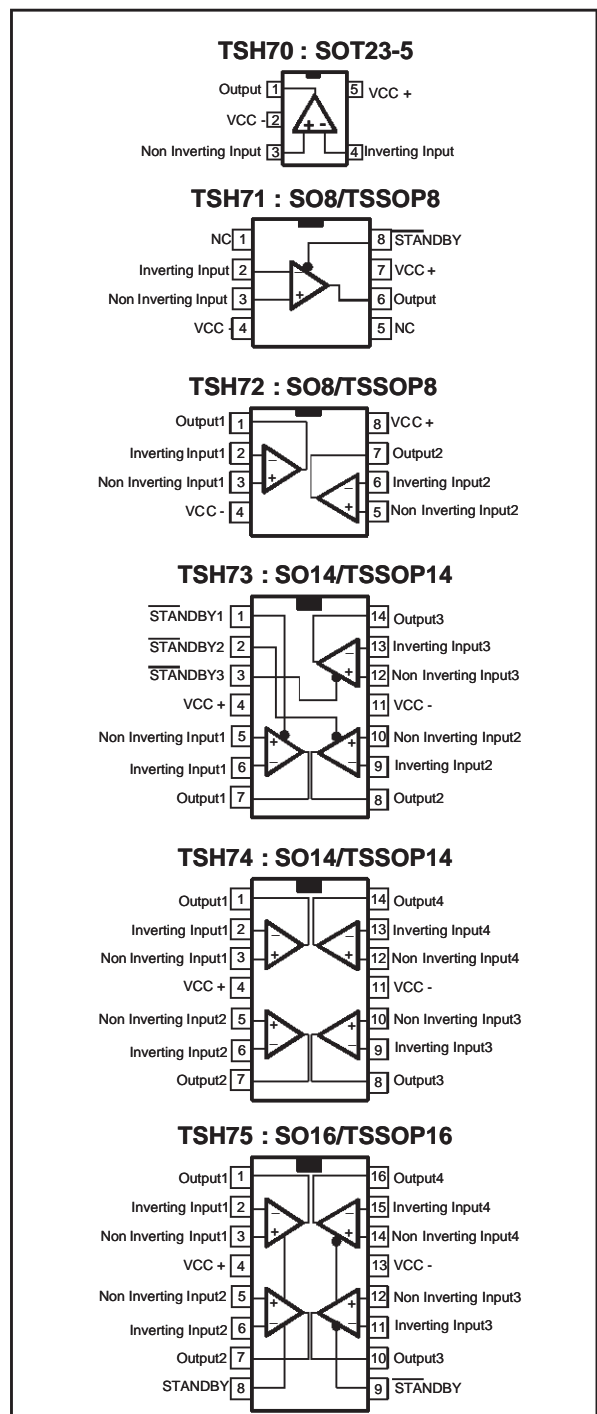 TSH70 : SOT23-5
Output 1 5 VCC +
VCC - 2
+ -
Non Inverting Input 3 4 Inverting Input
TSH71 : SO8/TSSOP8
NC 1 8 STANDBY
Inverting Input 2 _ 7 VCC +
Non Inverting Input 3 + 6 Output
VCC - 4 5 NC
TSH72 : SO8/TSSOP8
Output1 1 8 VCC +
Inverting Input1 2 _ 7 Output2
Non Inverting Input1 3 + _ 6 Inverting Input2
VCC - 4 + 5 Non Inverting Input2
TSH73 : SO14/TSSOP14
STANDBY1 1 14 Output3
STANDBY2 2 _ 13 Inverting Input3
STANDBY3 3 + 12 Non Inverting Input3
VCC + 4 11 VCC -
Non Inverting Input1 5 + + 10 Non Inverting Input2
Inverting Input1 6 _ _ 9 Inverting Input2
Output1 7 8 Output2
TSH74 : SO14/TSSOP14
Output1 1 14 Output4
Inverting Input1 2 _ _ 13 Inverting Input4
Non Inverting Input1 3 + + 12 Non Inverting Input4
VCC + 4 11 VCC -
Non Inverting Input2 5 + + 10 Non Inverting Input3
Inverting Input2 6 _ _ 9 Inverting Input3
Output2 7 8 Output3
TSH75 : SO16/TSSOP16
Output1 1 16 Output4
Inverting Input1 2 _ _ 15 Inverting Input4
Non Inverting Input1 3 + + 14 Non Inverting Input4
VCC + 4 13 VCC -
Non Inverting Input2 5 + + 12 Non Inverting Input3
Inverting Input2 6 _ _ 11 Inverting Input3
Output2 7 10 Output3
STANDBY 8 9 STANDBY